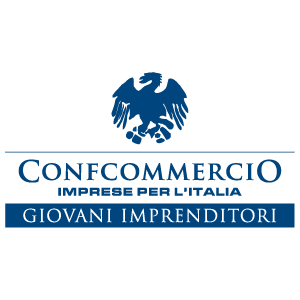 CONFCOMMERCIO
IMPRESE PER L'ITALIA
GIOVANI IMPRENDITORI